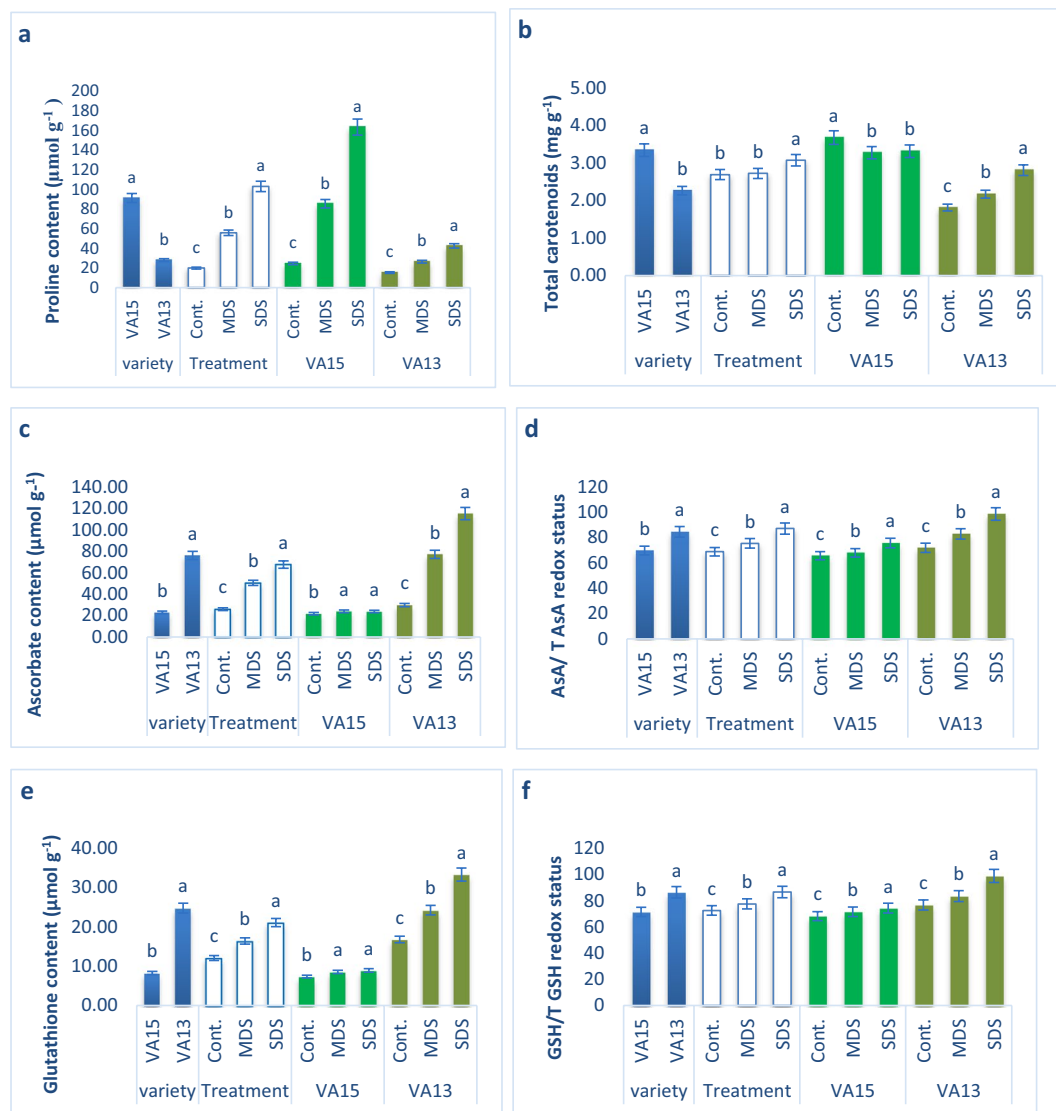 a
Proline content (µmol g⁻¹ )
200
180
160
140
120
100
80
60
40
20
0
a
b
c
b
a
c
b
a
c
b
a
VA15
VA13
Cont.
MDS
SDS
Cont.
MDS
SDS
Cont.
MDS
SDS
variety
Treatment
VA15
VA13
b
Total carotenoids (mg g⁻¹)
5.00
4.00
3.00
2.00
1.00
0.00
a
b
b
b
a
a
b
b
c
b
a
VA15
VA13
Cont.
MDS
SDS
Cont.
MDS
SDS
Cont.
MDS
SDS
variety
Treatment
VA15
VA13
c
Ascorbate content (µmol g⁻¹)
140.00
120.00
100.00
80.00
60.00
40.00
20.00
0.00
b
a
c
b
a
b
a
a
c
b
a
VA15
VA13
Cont.
MDS
SDS
Cont.
MDS
SDS
Cont.
MDS
SDS
variety
Treatment
VA15
VA13
d
AsA/ T AsA redox status
120
100
80
60
40
20
0
b
a
c
b
a
c
b
a
c
b
a
VA15
VA13
Cont.
MDS
SDS
Cont.
MDS
SDS
Cont.
MDS
SDS
variety
Treatment
VA15
VA13
e
Glutathione content (µmol g⁻¹)
40.00
30.00
20.00
10.00
0.00
b
a
c
b
a
b
a
a
c
b
a
VA15
VA13
Cont.
MDS
SDS
Cont.
MDS
SDS
Cont.
MDS
SDS
variety
Treatment
VA15
VA13
f
GSH/T GSH redox status
120
100
80
60
40
20
0
b
a
c
b
a
c
b
a
c
b
a
VA15
VA13
Cont.
MDS
SDS
Cont.
MDS
SDS
Cont.
MDS
SDS
variety
Treatment
VA15
VA13